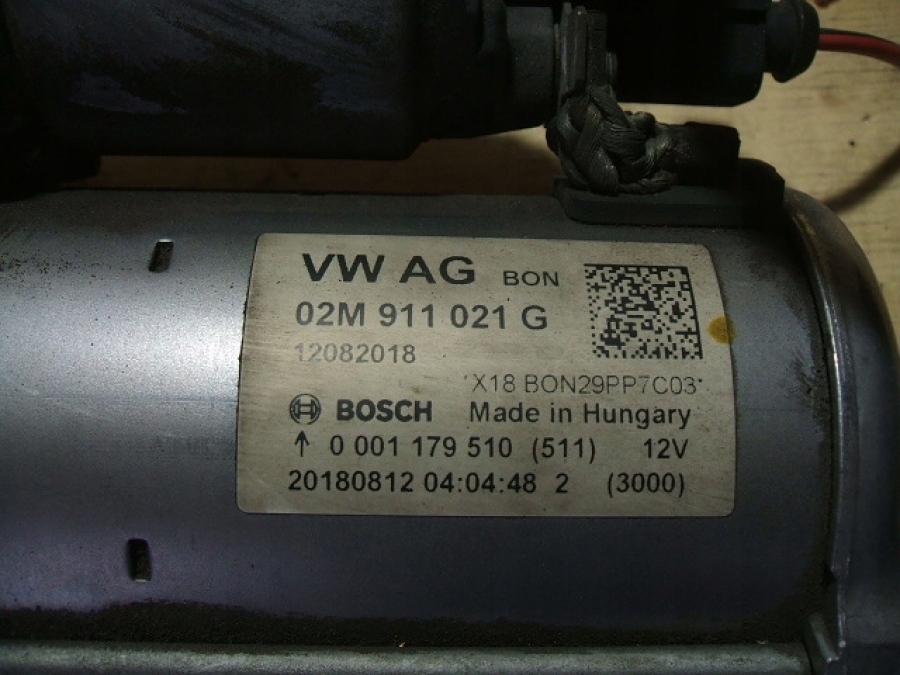 VW AG BON
02M 911 021 G
12082018
*X18 BON29PP7C03*
BOSCH Made in Hungary
↑ 0 001 179 510 (511) 12V
20180812 04:04:48 2 (3000)